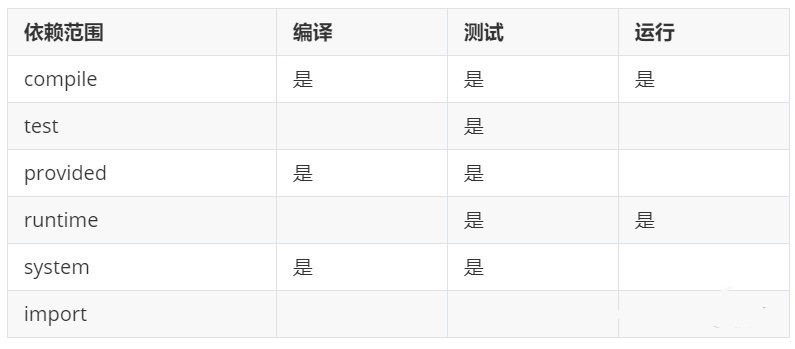 依赖范围 编译 测试 运行
compile 是 是 是
test 是
provided 是 是
runtime 是 是
system 是 是
import